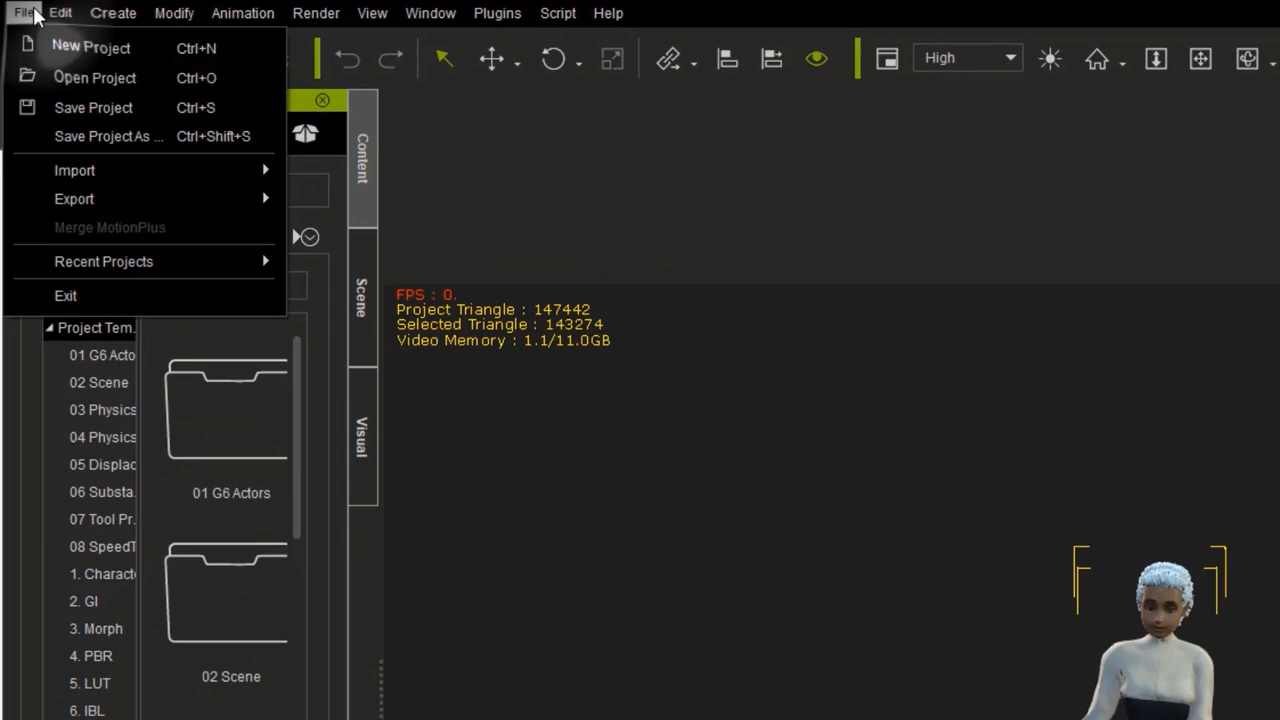 File Edit Create Modify Animation Render View Window Plugins Script Help
New Project Ctrl+N
Open Project Ctrl+O
Save Project Ctrl+S
Save Project As ... Ctrl+Shift+S
Import
Export
Merge MotionPlus
Recent Projects
Exit
High
Content
Scene
Visual
FPS : 0.
Project Triangle : 147442
Selected Triangle : 143274
Video Memory : 1.1/11.0GB
Project Tem.
01 G6 Acto
02 Scene
03 Physics
04 Physics
05 Displac
06 Substa.
07 Tool Pr.
08 SpeedT
1. Charact
2. GI
3. Morph
4. PBR
5. LUT
6. IBL
01 G6 Actors
02 Scene